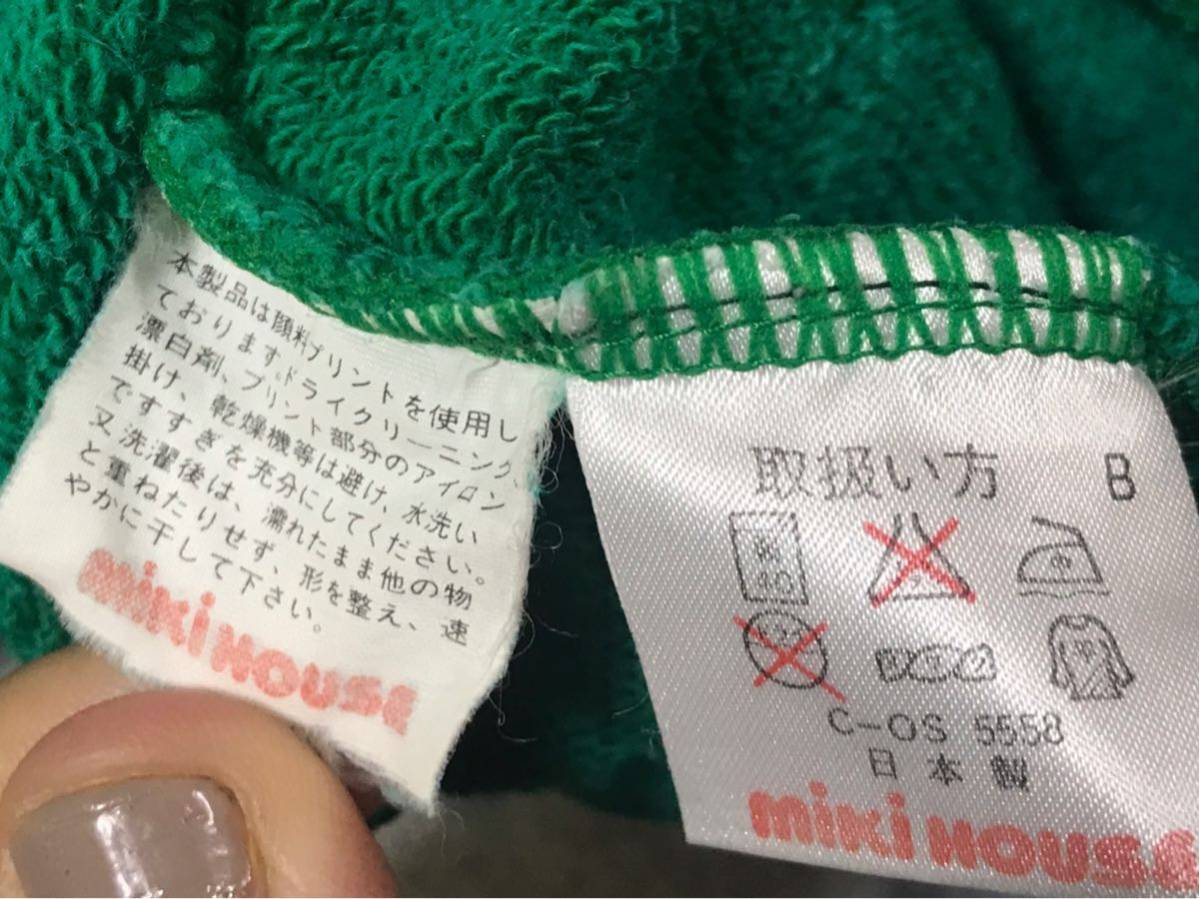 本製品は顔料プリントを使用し
ております。ドライクリーニング、
漂白剤、プリント部分のアイロン
掛け、乾燥機等は避け、水洗い
ですすぎを充分にしてください。
又洗濯後は、濡れたまま他の物
と重ねたりせず、形を整え、速
やかに干して下さい。
miki HOUSE
取扱い方 B
40
C-OS 5558
日本製
miki HOUSE